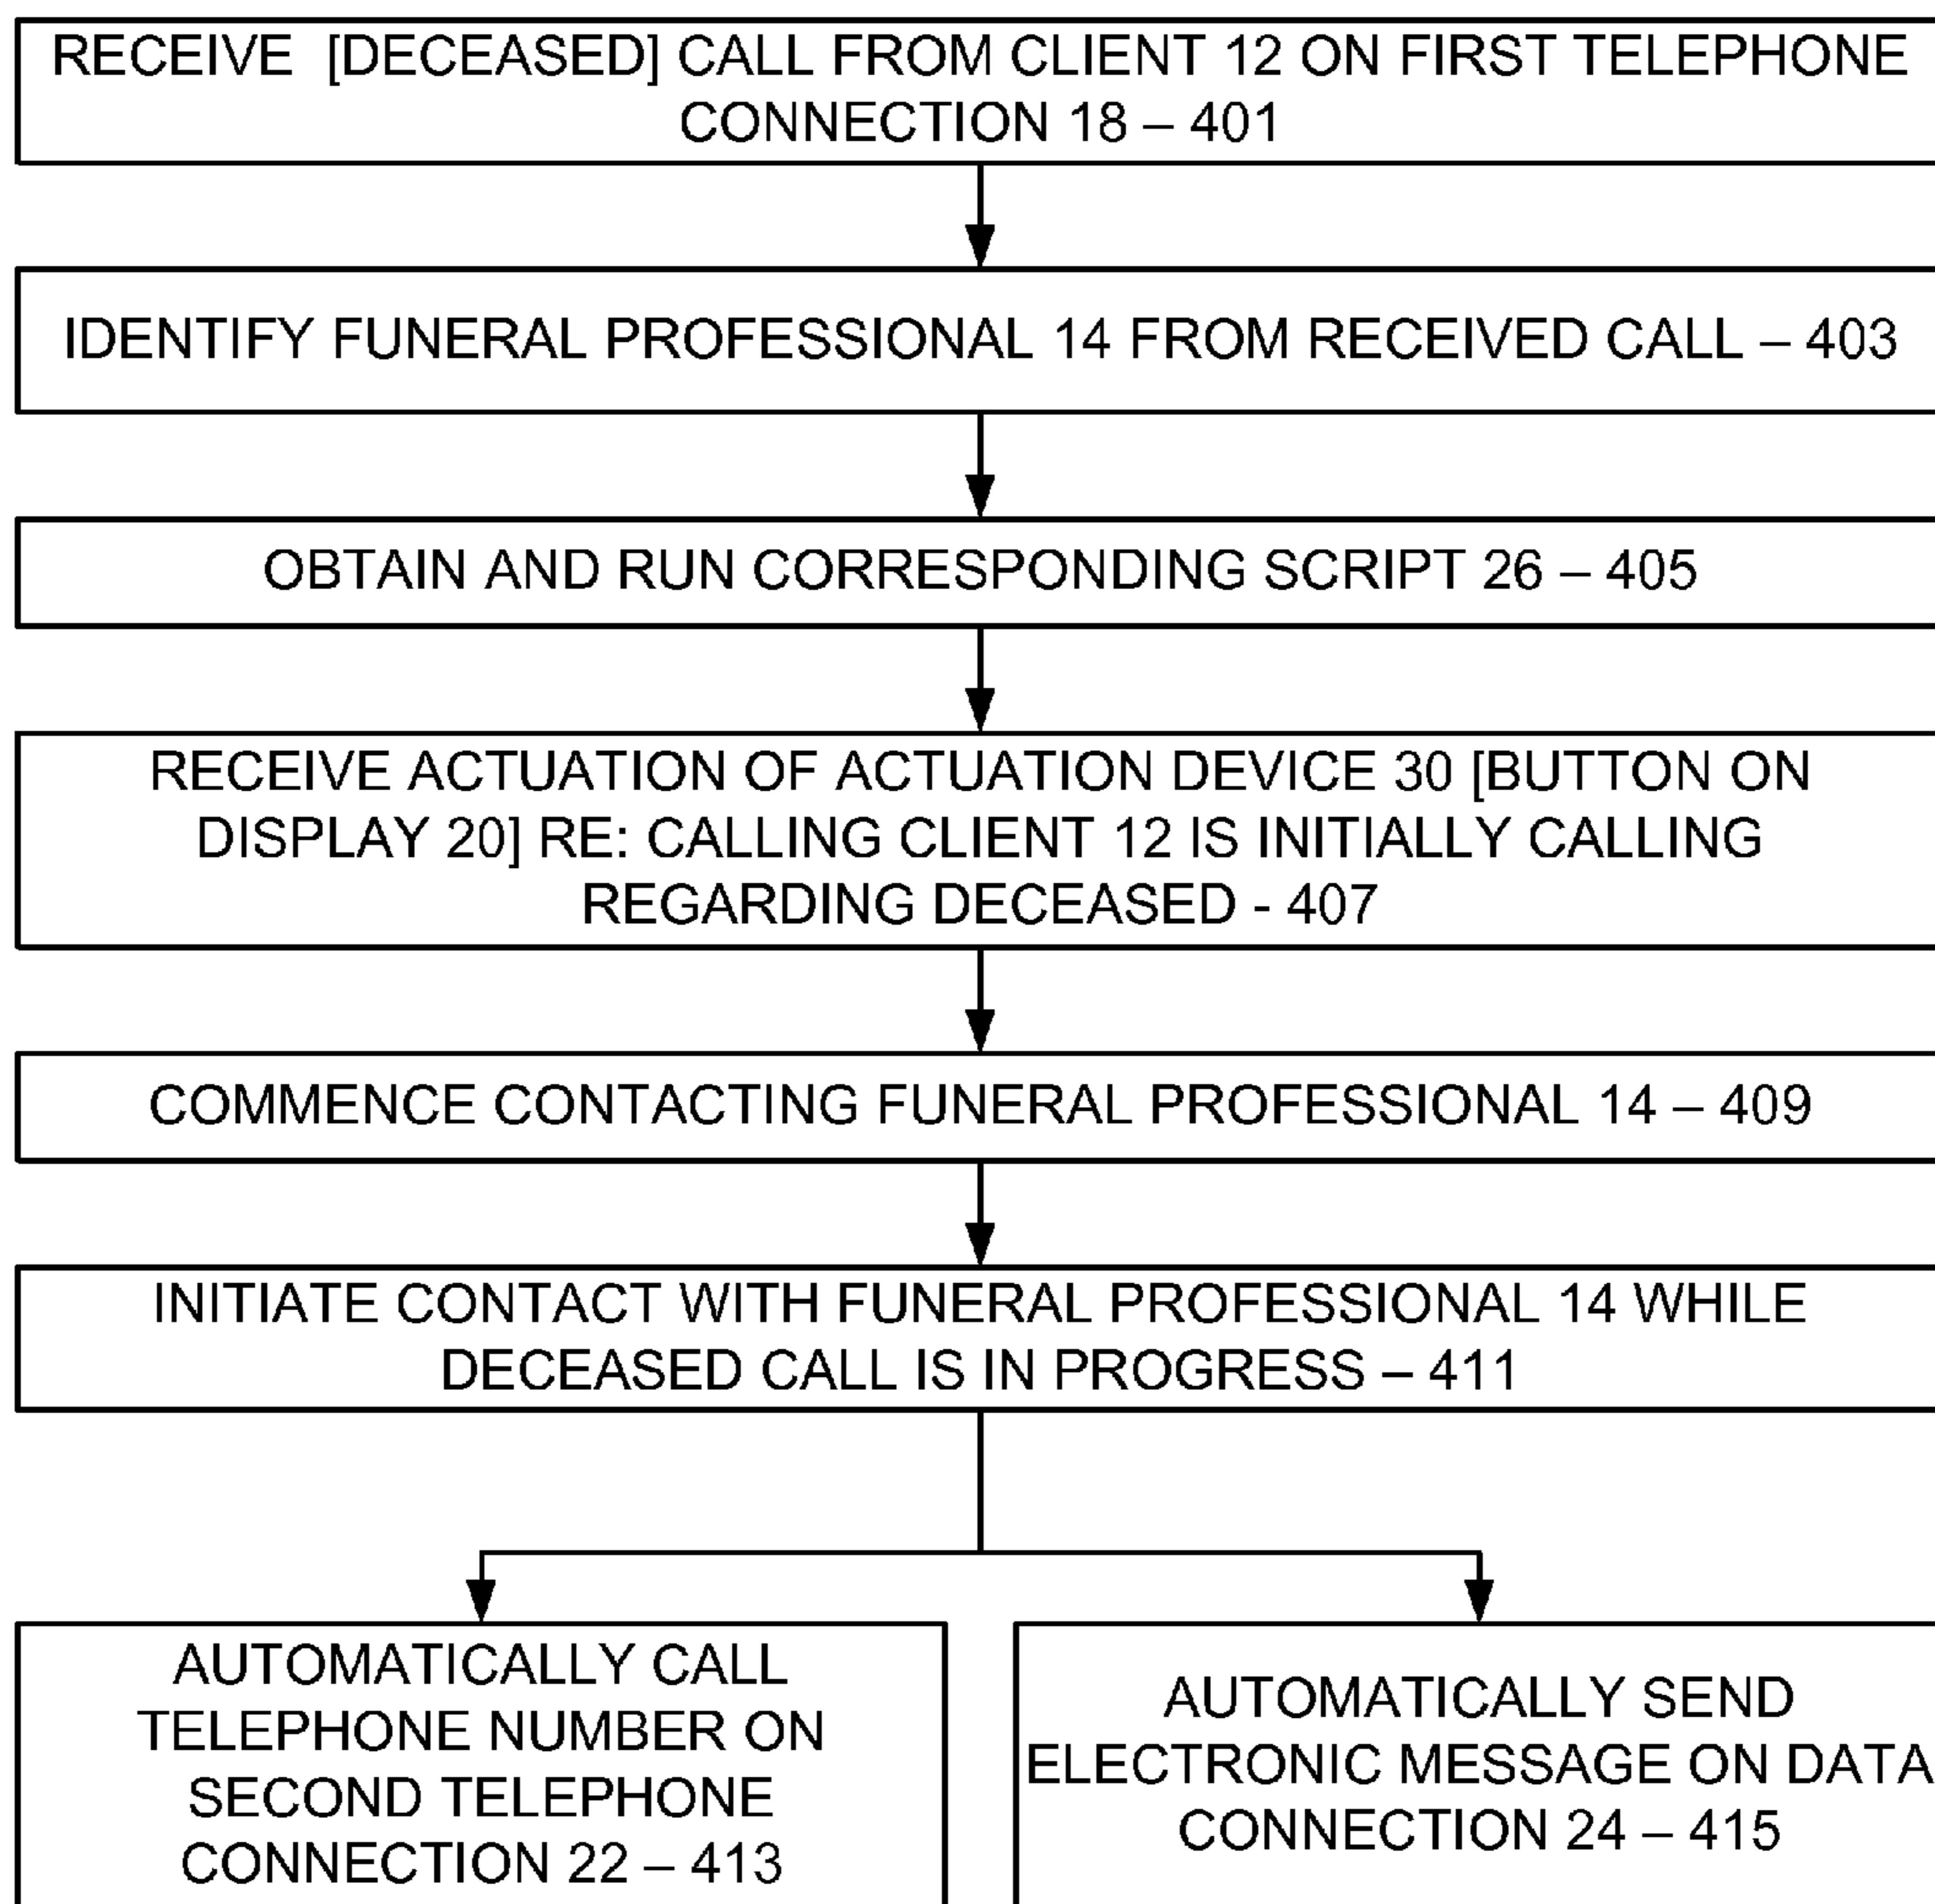 RECEIVE [DECEASED] CALL FROM CLIENT 12 ON FIRST TELEPHONE
CONNECTION 18 – 401
IDENTIFY FUNERAL PROFESSIONAL 14 FROM RECEIVED CALL – 403
OBTAIN AND RUN CORRESPONDING SCRIPT 26 – 405
RECEIVE ACTUATION OF ACTUATION DEVICE 30 [BUTTON ON
DISPLAY 20] RE: CALLING CLIENT 12 IS INITIALLY CALLING
REGARDING DECEASED - 407
COMMENCE CONTACTING FUNERAL PROFESSIONAL 14 – 409
INITIATE CONTACT WITH FUNERAL PROFESSIONAL 14 WHILE
DECEASED CALL IS IN PROGRESS – 411
AUTOMATICALLY CALL
TELEPHONE NUMBER ON
SECOND TELEPHONE
CONNECTION 22 – 413
AUTOMATICALLY SEND
ELECTRONIC MESSAGE ON DATA
CONNECTION 24 – 415